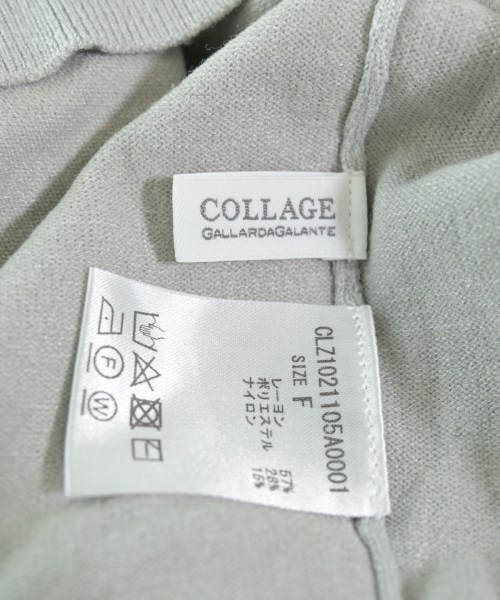 COLLAGE
GALLARDAGALANTE
CLZ1021105A0001
SIZE F
レーヨン 57%
ポリエステル 28%
ナイロン 15%
F
W